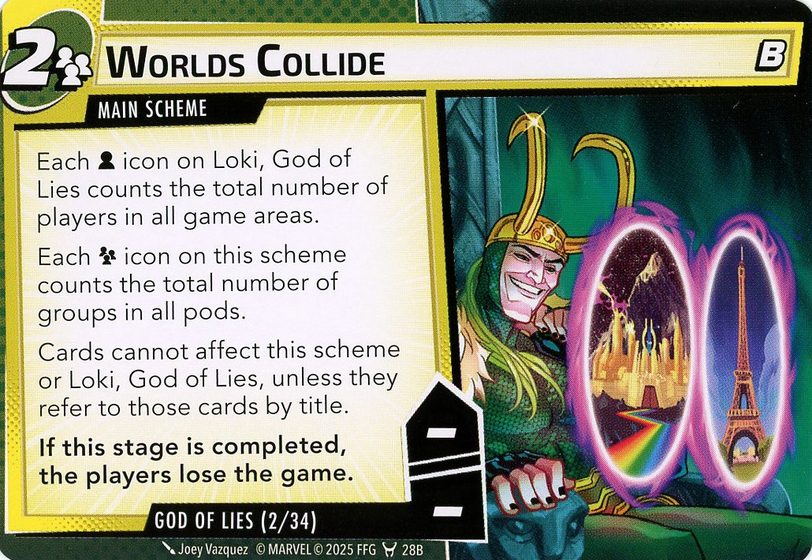 2
WORLDS COLLIDE
B
MAIN SCHEME
Each icon on Loki, God of
Lies counts the total number of
players in all game areas.
Each icon on this scheme
counts the total number of
groups in all pods.
Cards cannot affect this scheme
or Loki, God of Lies, unless they
refer to those cards by title.
If this stage is completed,
the players lose the game.
–
–
GOD OF LIES (2/34)
Joey Vazquez © MARVEL © 2025 FFG 28B